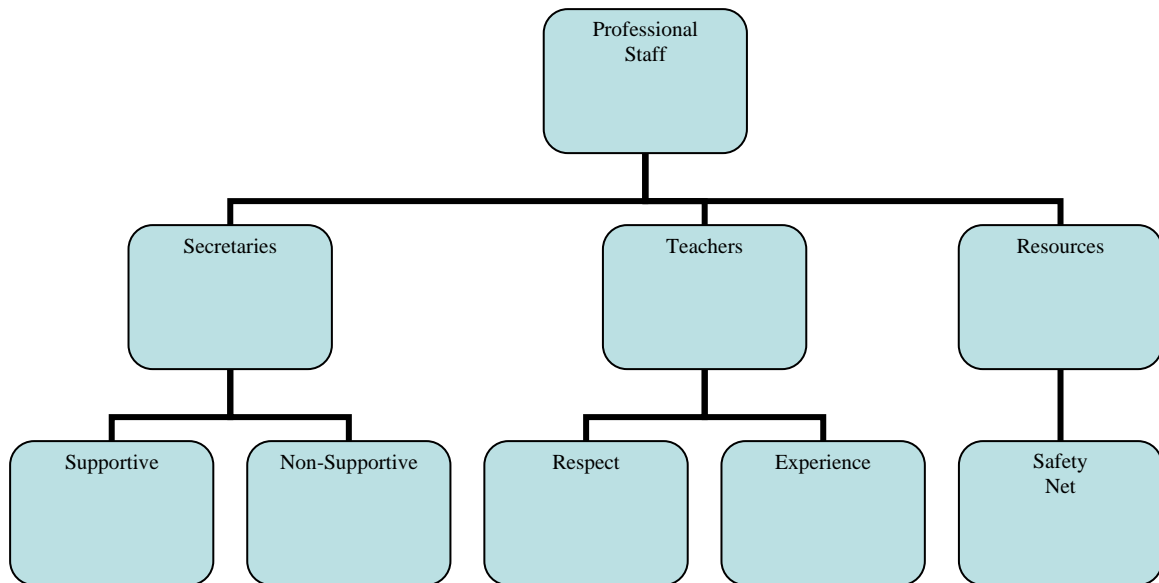 Professional
Staff
Secretaries
Teachers
Resources
Supportive
Non-Supportive
Respect
Experience
Safety
Net